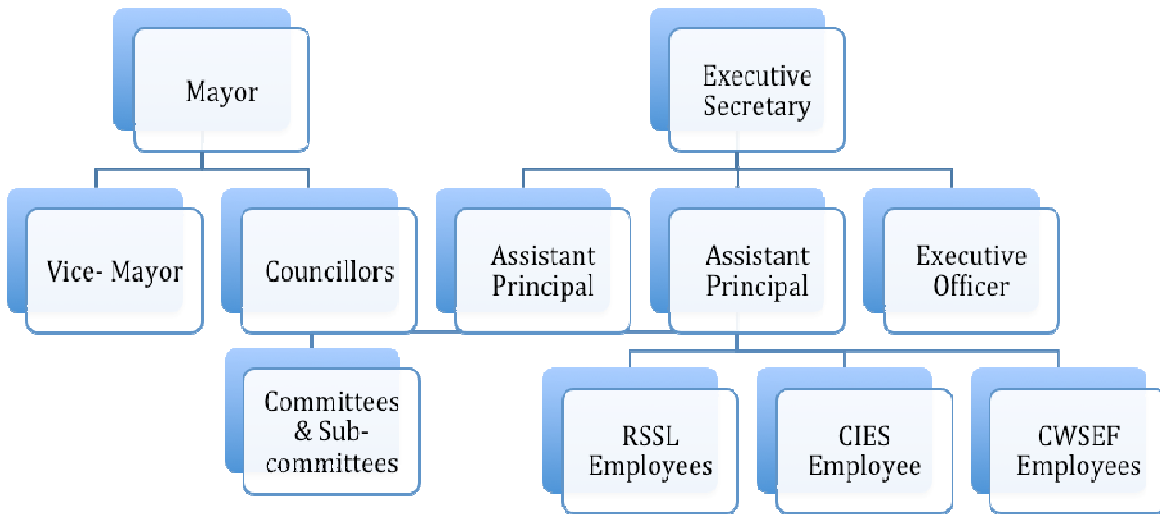 Mayor
Executive
Secretary
Vice- Mayor
Councillors
Assistant
Principal
Assistant
Principal
Executive
Officer
Committees
& Sub-
committees
RSSL
Employees
CIES
Employee
CWSEF
Employees